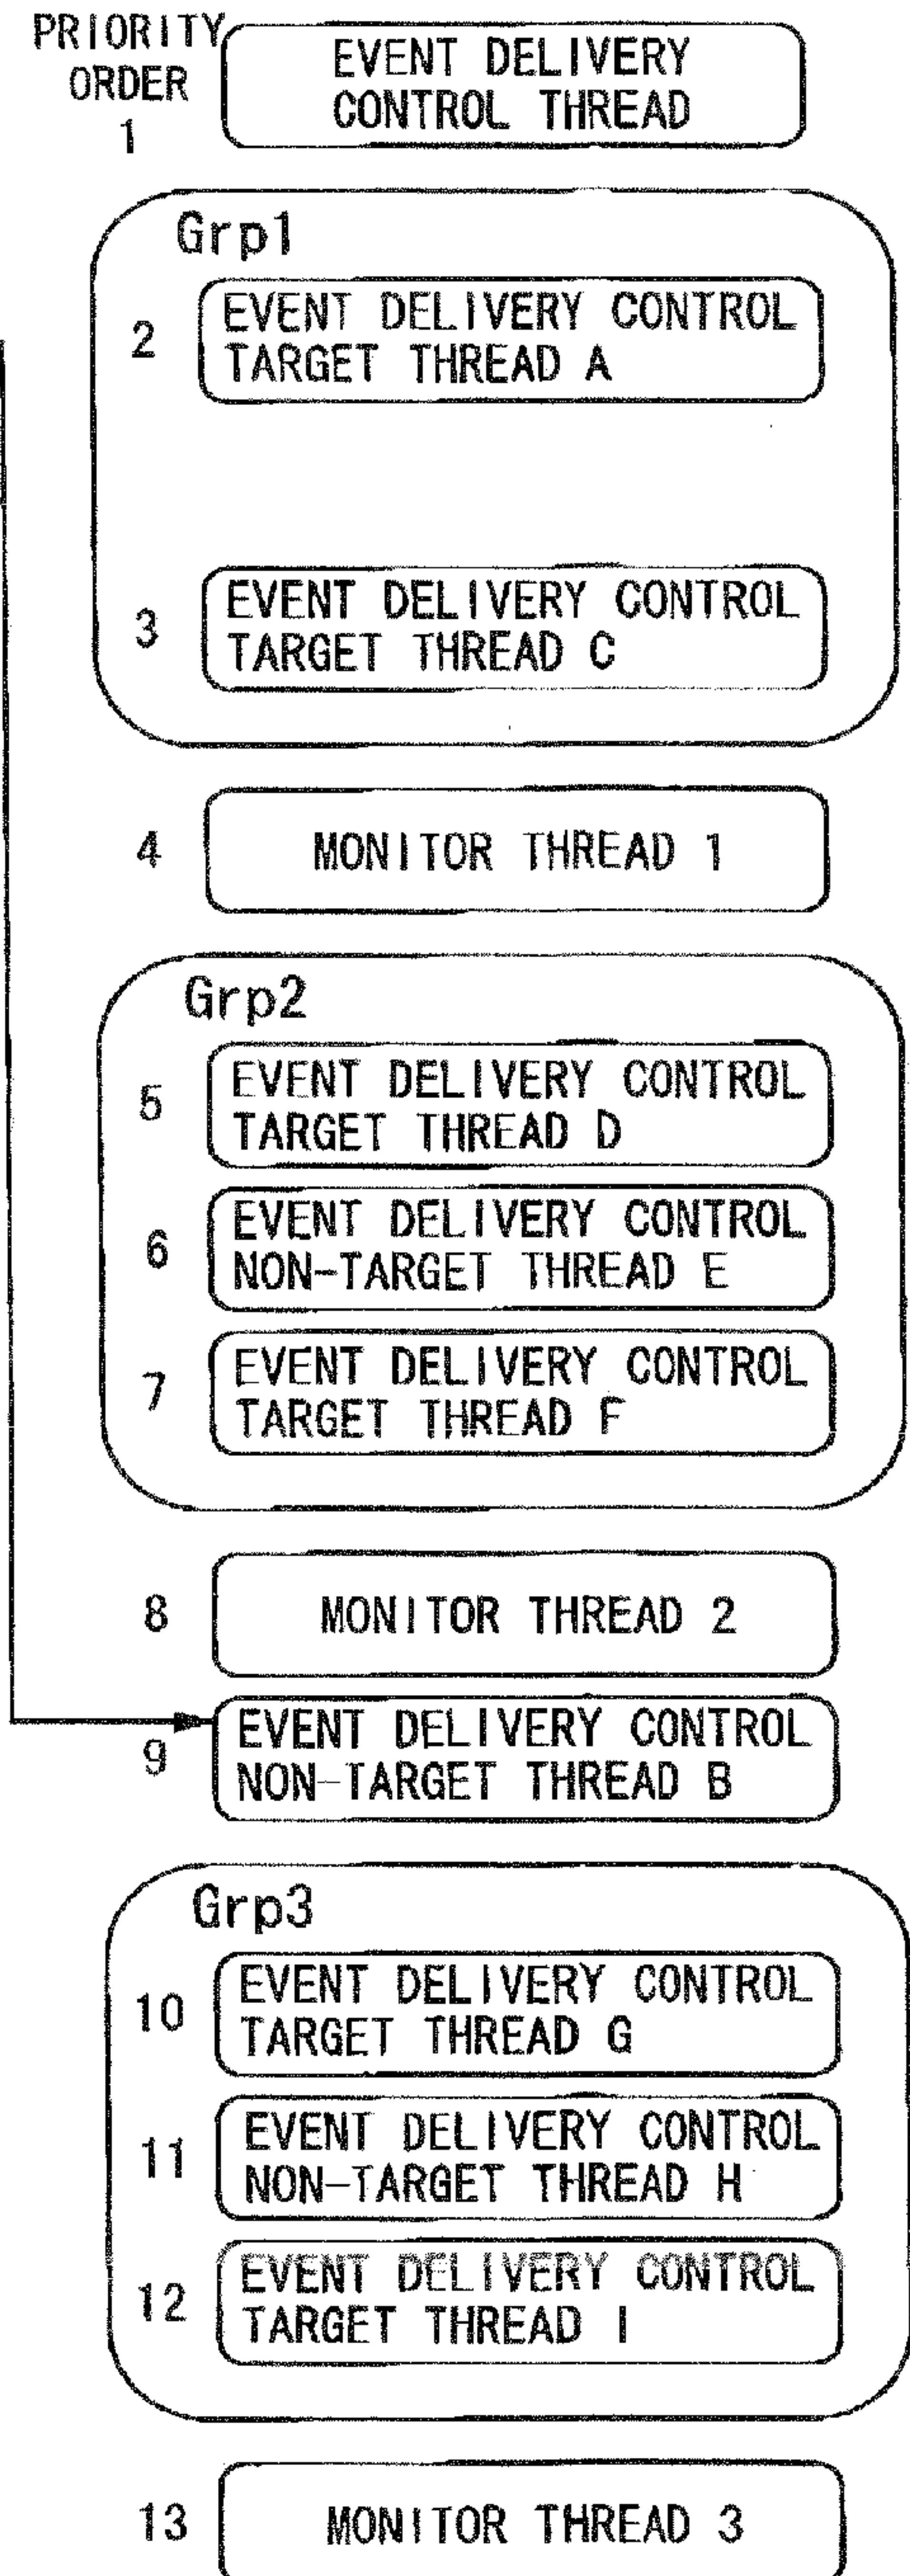 PRIORITY
ORDER
1
EVENT DELIVERY
CONTROL THREAD
Grp1
2
EVENT DELIVERY CONTROL
TARGET THREAD A
3
EVENT DELIVERY CONTROL
TARGET THREAD C
4
MONITOR THREAD 1
Grp2
5
EVENT DELIVERY CONTROL
TARGET THREAD D
6
EVENT DELIVERY CONTROL
NON-TARGET THREAD E
7
EVENT DELIVERY CONTROL
TARGET THREAD F
8
MONITOR THREAD 2
9
EVENT DELIVERY CONTROL
NON-TARGET THREAD B
Grp3
10
EVENT DELIVERY CONTROL
TARGET THREAD G
11
EVENT DELIVERY CONTROL
NON-TARGET THREAD H
12
EVENT DELIVERY CONTROL
TARGET THREAD I
13
MONITOR THREAD 3